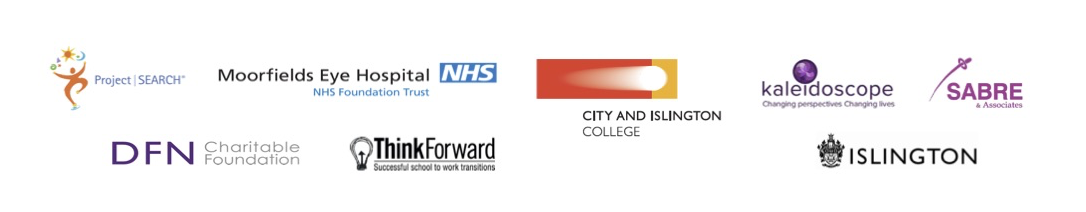 Project | SEARCH®
Moorfields Eye Hospital NHS
NHS Foundation Trust
CITY AND ISLINGTON
COLLEGE
kaleidoscope
Changing perspectives Changing lives
SABRE
& Associates
DFN Charitable
Foundation
ThinkForward
Successful school to work transitions
ISLINGTON